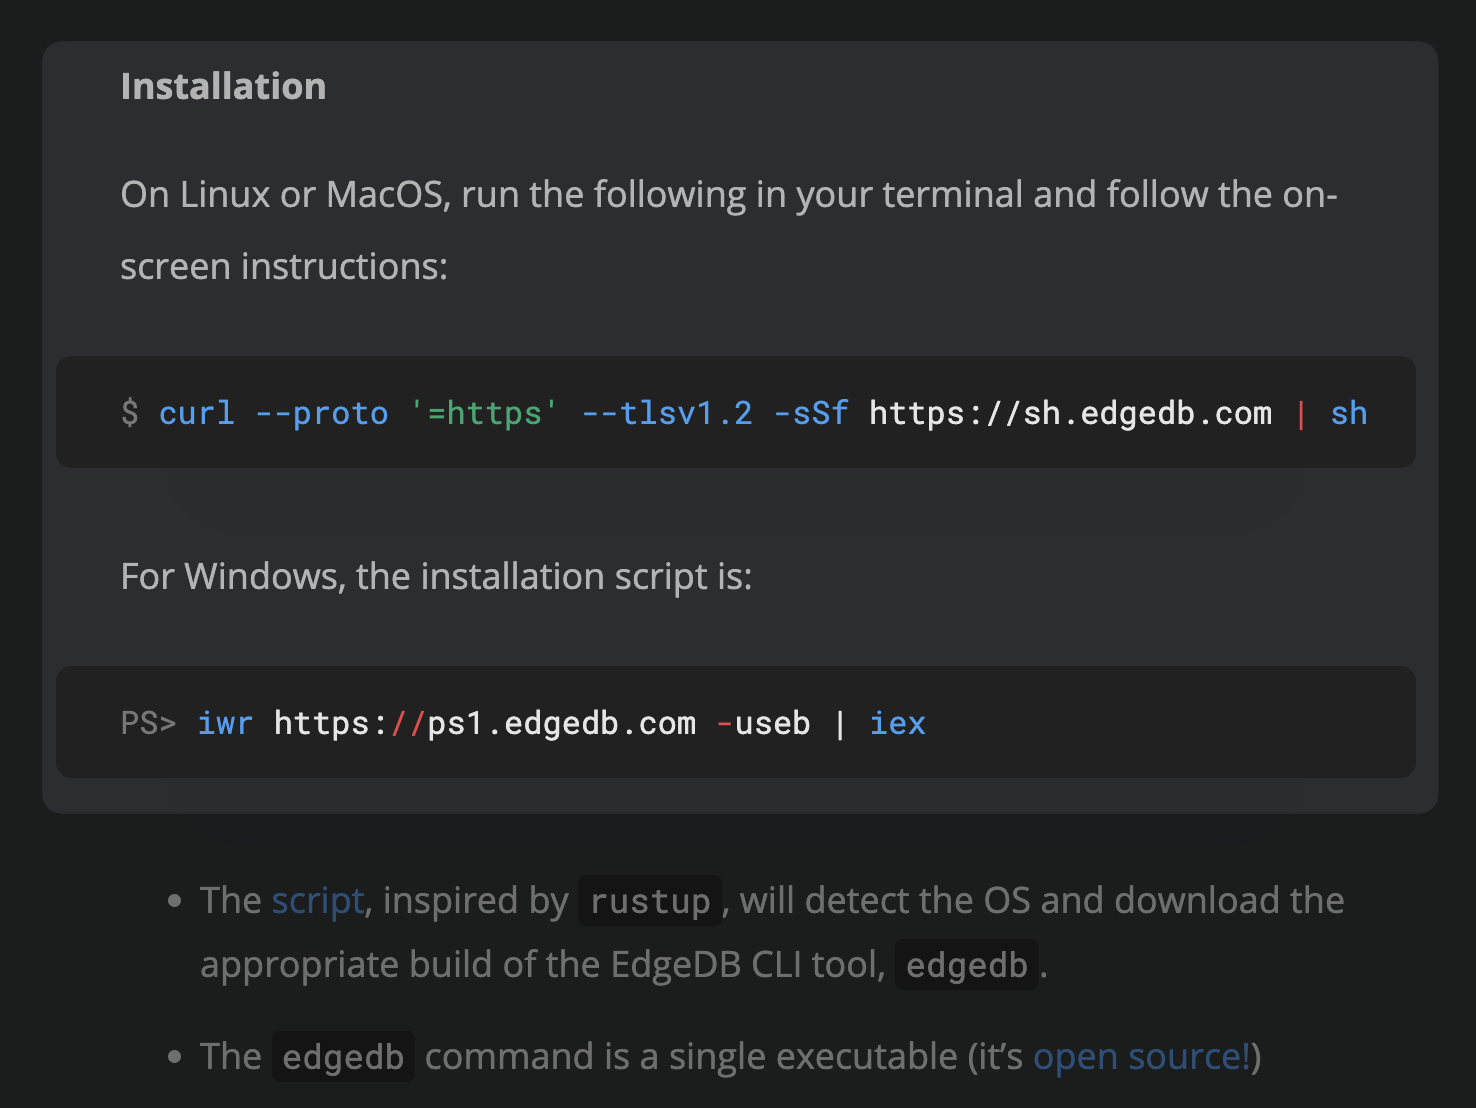 Installation
On Linux or MacOS, run the following in your terminal and follow the on-
screen instructions:
$ curl --proto '=https' --tlsv1.2 -sSf https://sh.edgedb.com | sh
For Windows, the installation script is:
PS> iwr https://ps1.edgedb.com -useb | iex
• The script, inspired by rustup, will detect the OS and download the
appropriate build of the EdgeDB CLI tool, edgedb.
• The edgedb command is a single executable (it’s open source!)